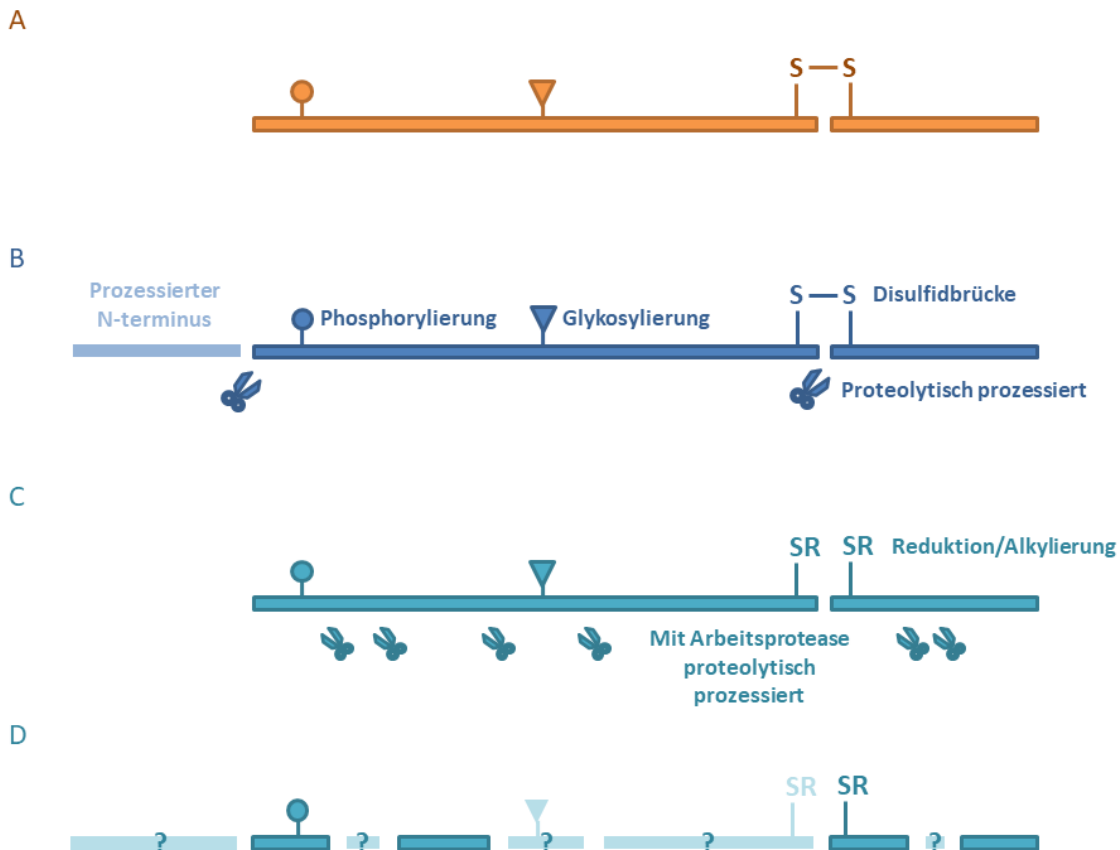 A
S S
B
Prozessierter
N-terminus
Phosphorylierung
Glykosylierung
S S
Disulfidbrücke
Proteolytisch prozessiert
C
SR SR
Reduktion/Alkylierung
Mit Arbeitsprotease
proteolytisch
prozessiert
D
SR SR
? ? ? ? ?